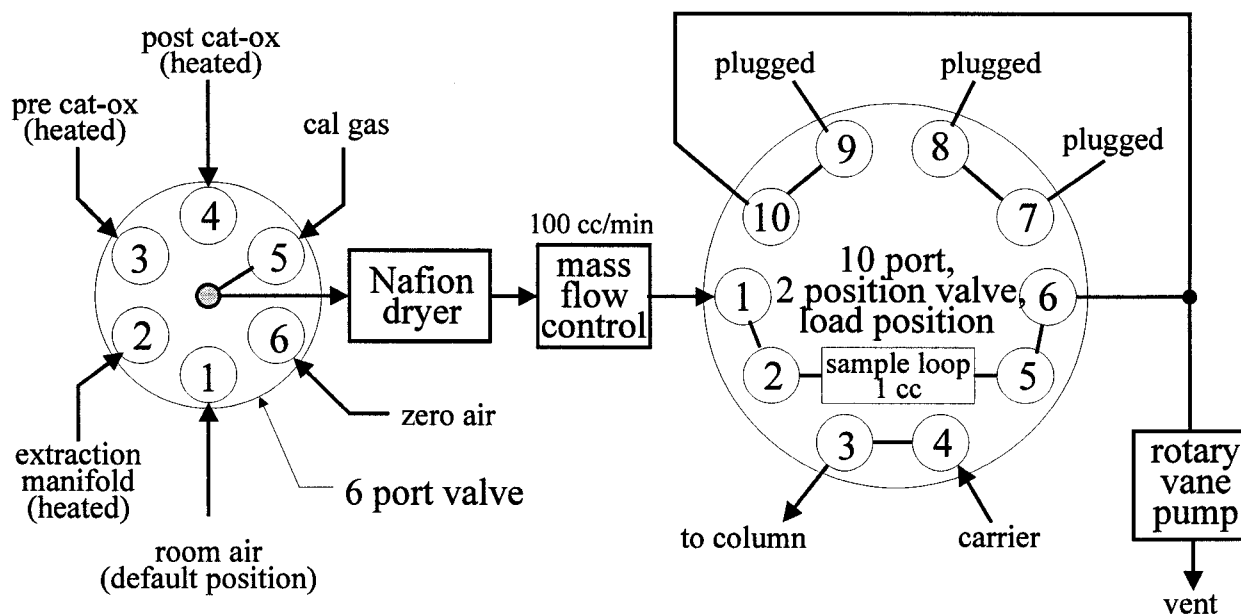 post cat-ox
(heated)
pre cat-ox
(heated)
cal gas
4
3
5
2
6
1
extraction
manifold
(heated)
room air
(default position)
6 port valve
zero air
Nafion
dryer
100 cc/min
mass
flow
control
plugged
plugged
plugged
9
8
10
7
10 port,
2 position valve,
load position
1
6
2
sample loop
1 cc
5
3
4
to column
carrier
rotary
vane
pump
vent